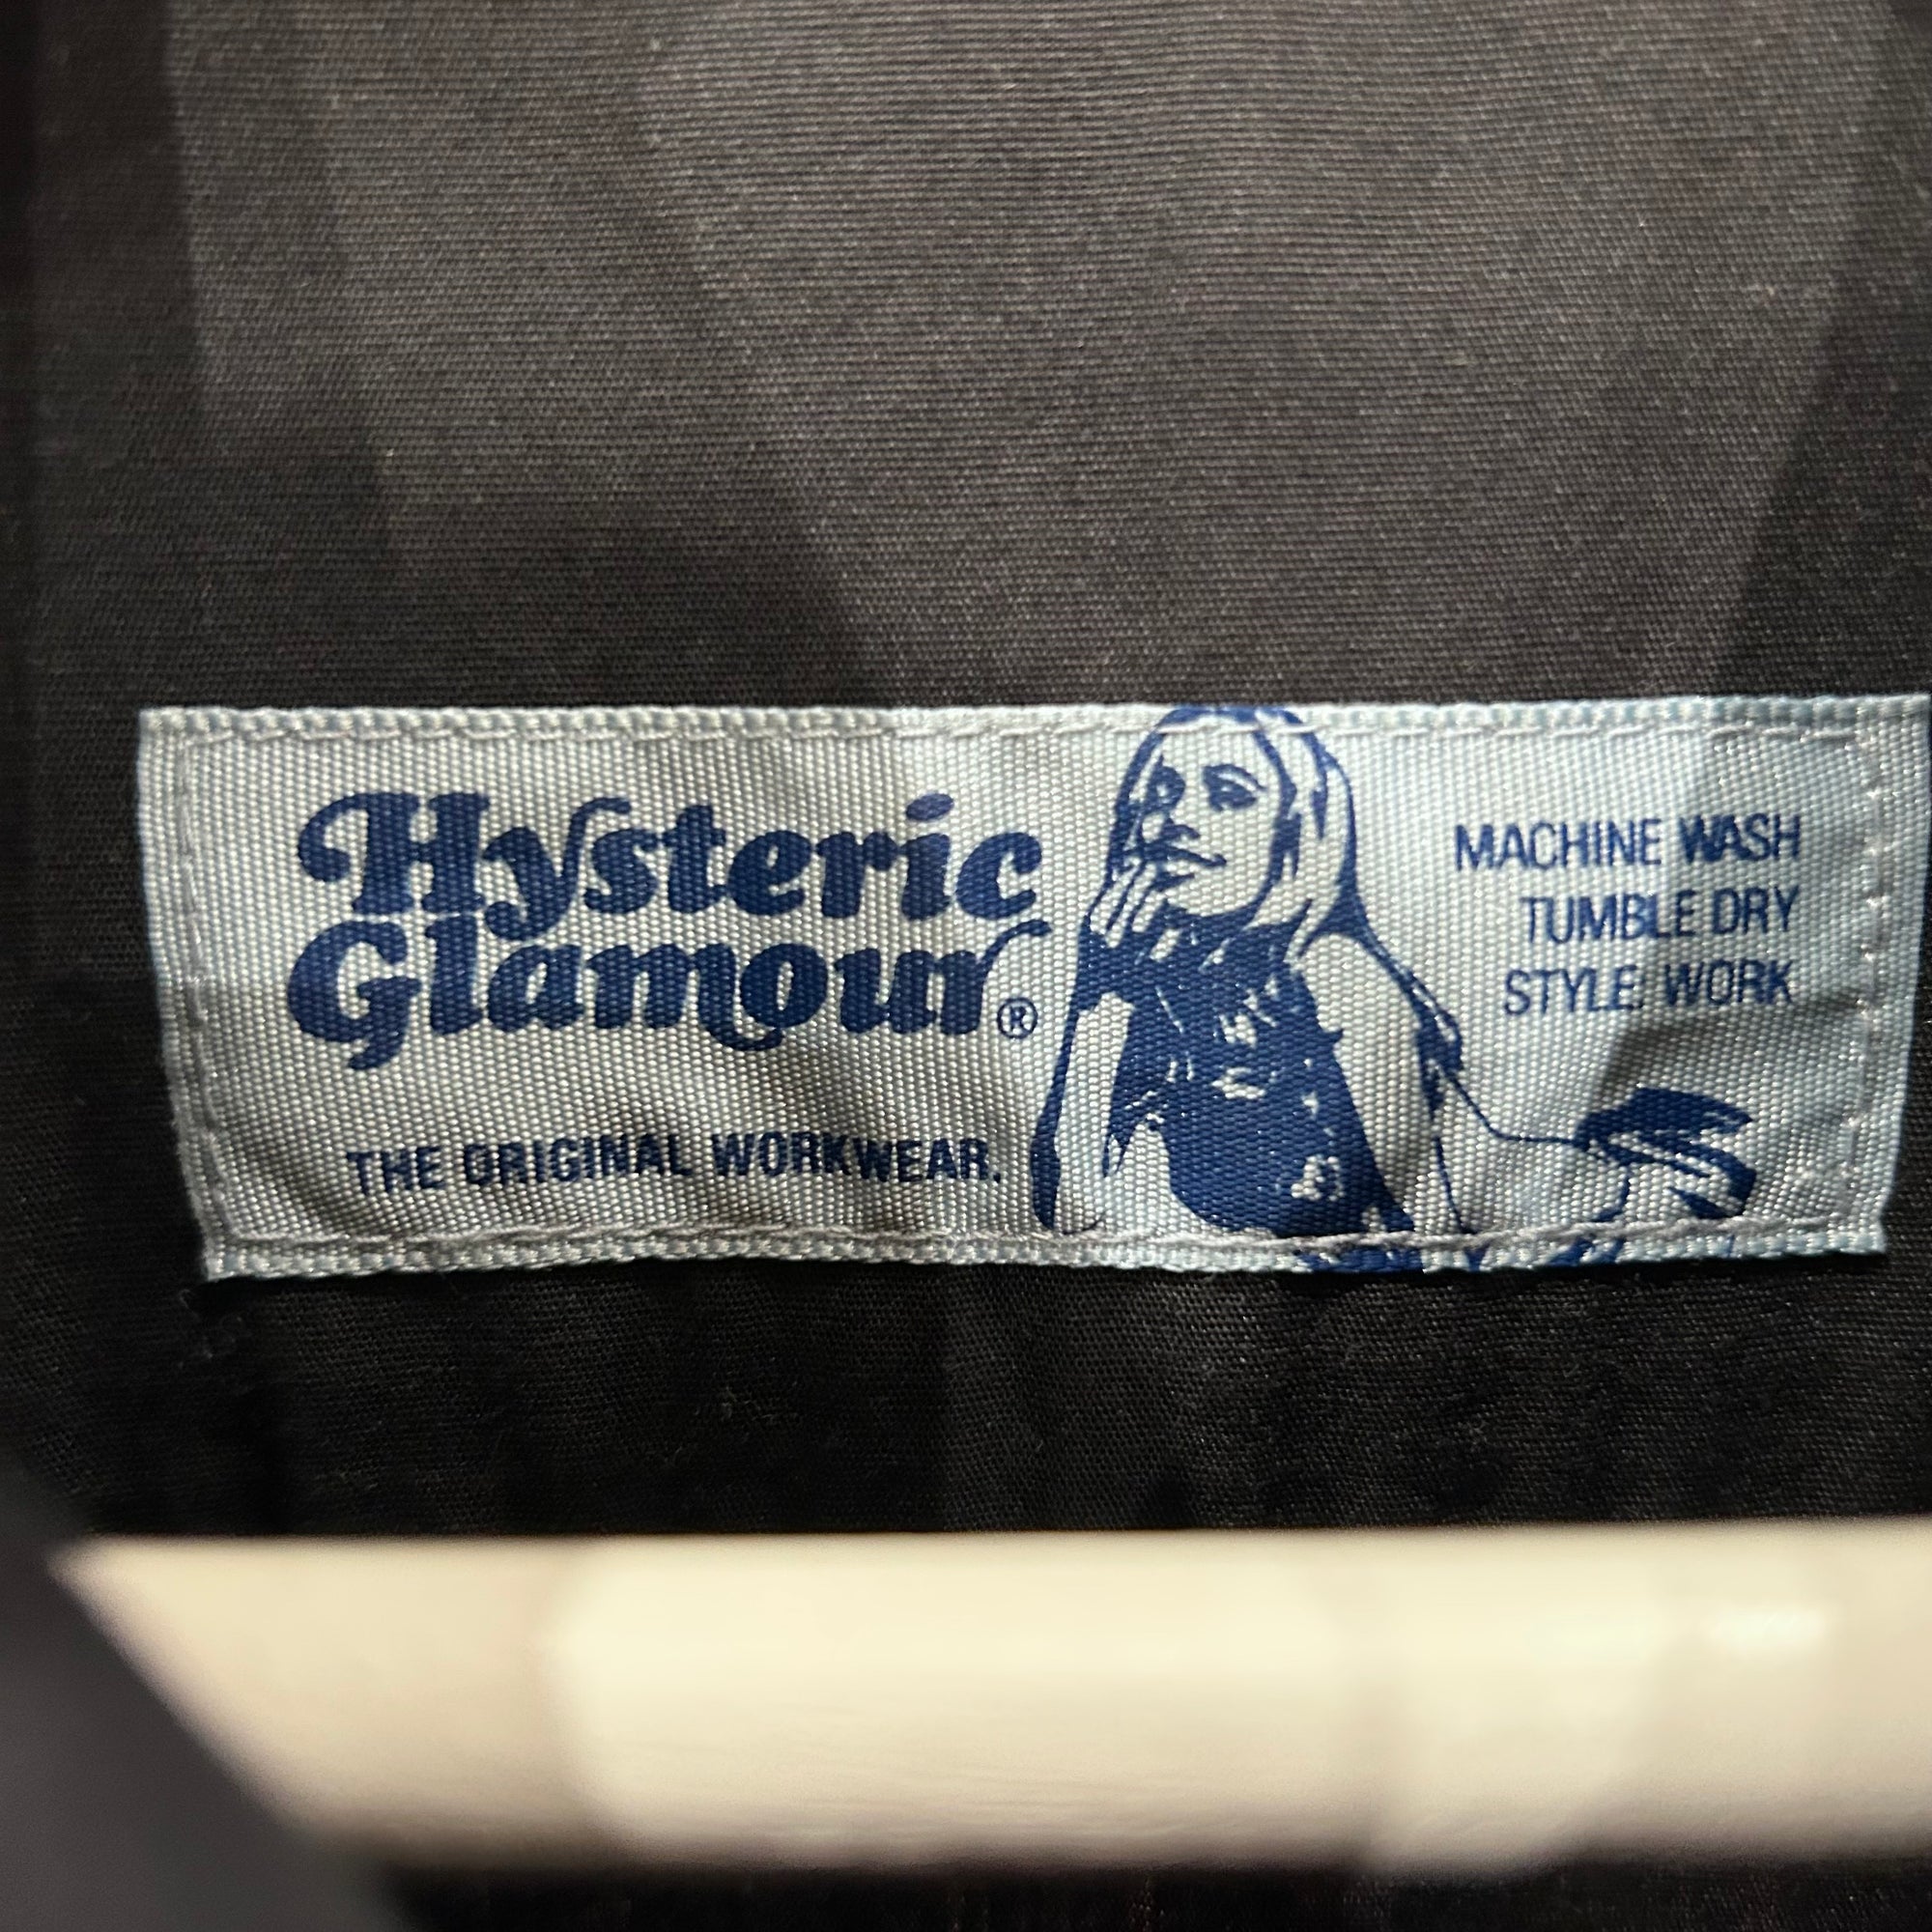 Hysteric
Glamour®
THE ORIGINAL WORKWEAR.
MACHINE WASH
TUMBLE DRY
STYLE: WORK